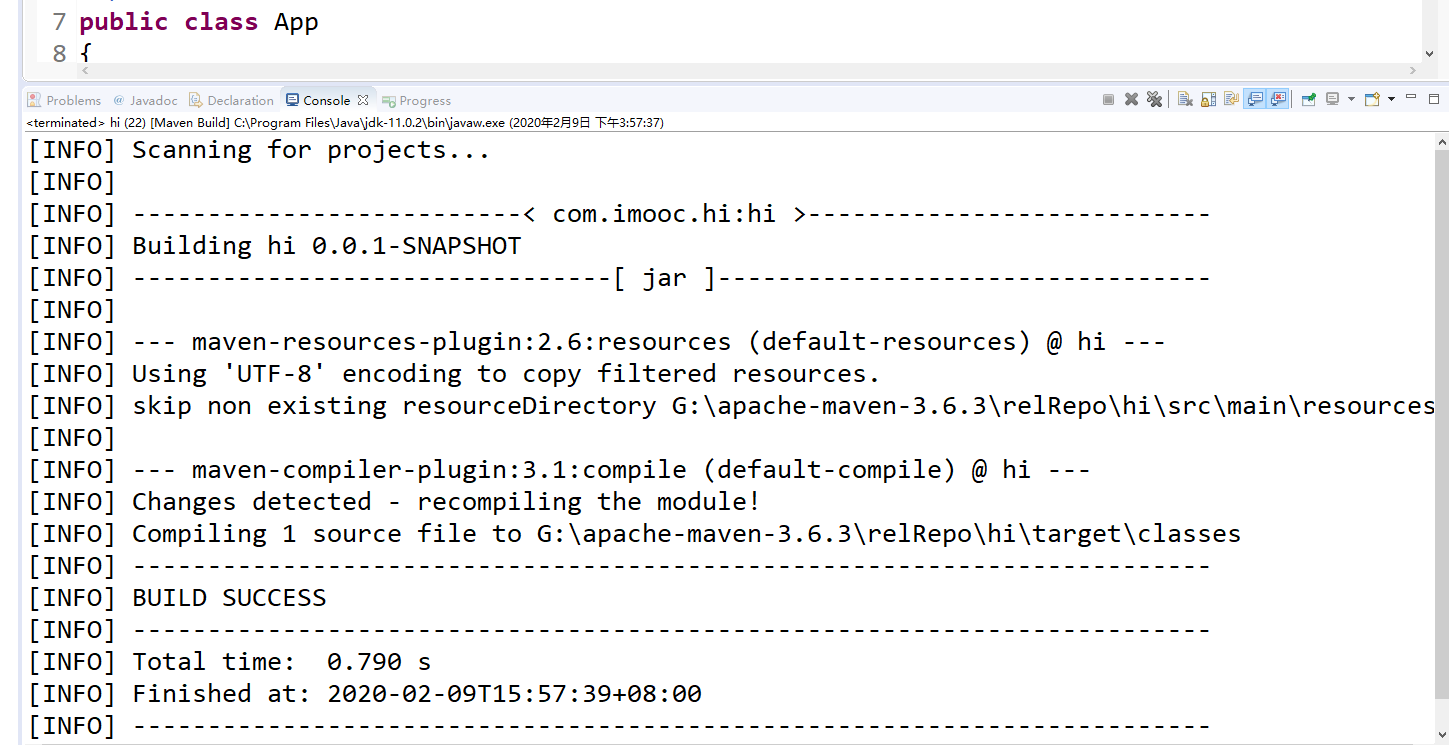 7 public class App
8 {
Problems @ Javadoc Declaration Console Progress
<terminated> hi (22) [Maven Build] C:\Program Files\Java\jdk-11.0.2\bin\javaw.exe (2020年2月9日 下午3:57:37)
[INFO] Scanning for projects...
[INFO]
[INFO] --------------------------< com.imooc.hi:hi >---------------------------
[INFO] Building hi 0.0.1-SNAPSHOT
[INFO] --------------------------------[ jar ]---------------------------------
[INFO]
[INFO] --- maven-resources-plugin:2.6:resources (default-resources) @ hi ---
[INFO] Using 'UTF-8' encoding to copy filtered resources.
[INFO] skip non existing resourceDirectory G:\apache-maven-3.6.3\relRepo\hi\src\main\resources
[INFO]
[INFO] --- maven-compiler-plugin:3.1:compile (default-compile) @ hi ---
[INFO] Changes detected - recompiling the module!
[INFO] Compiling 1 source file to G:\apache-maven-3.6.3\relRepo\hi\target\classes
[INFO] ------------------------------------------------------------------------
[INFO] BUILD SUCCESS
[INFO] ------------------------------------------------------------------------
[INFO] Total time:  0.790 s
[INFO] Finished at: 2020-02-09T15:57:39+08:00
[INFO] ------------------------------------------------------------------------